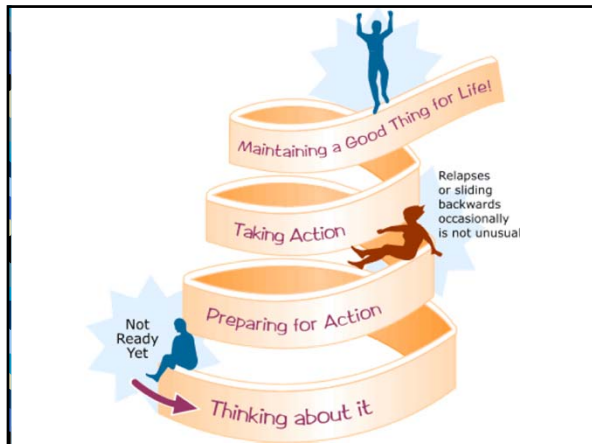 Maintaining a Good Thing for Life!
Relapses
or sliding
backwards
occasionally
is not unusual
Taking Action
Preparing for Action
Not
Ready
Yet
Thinking about it